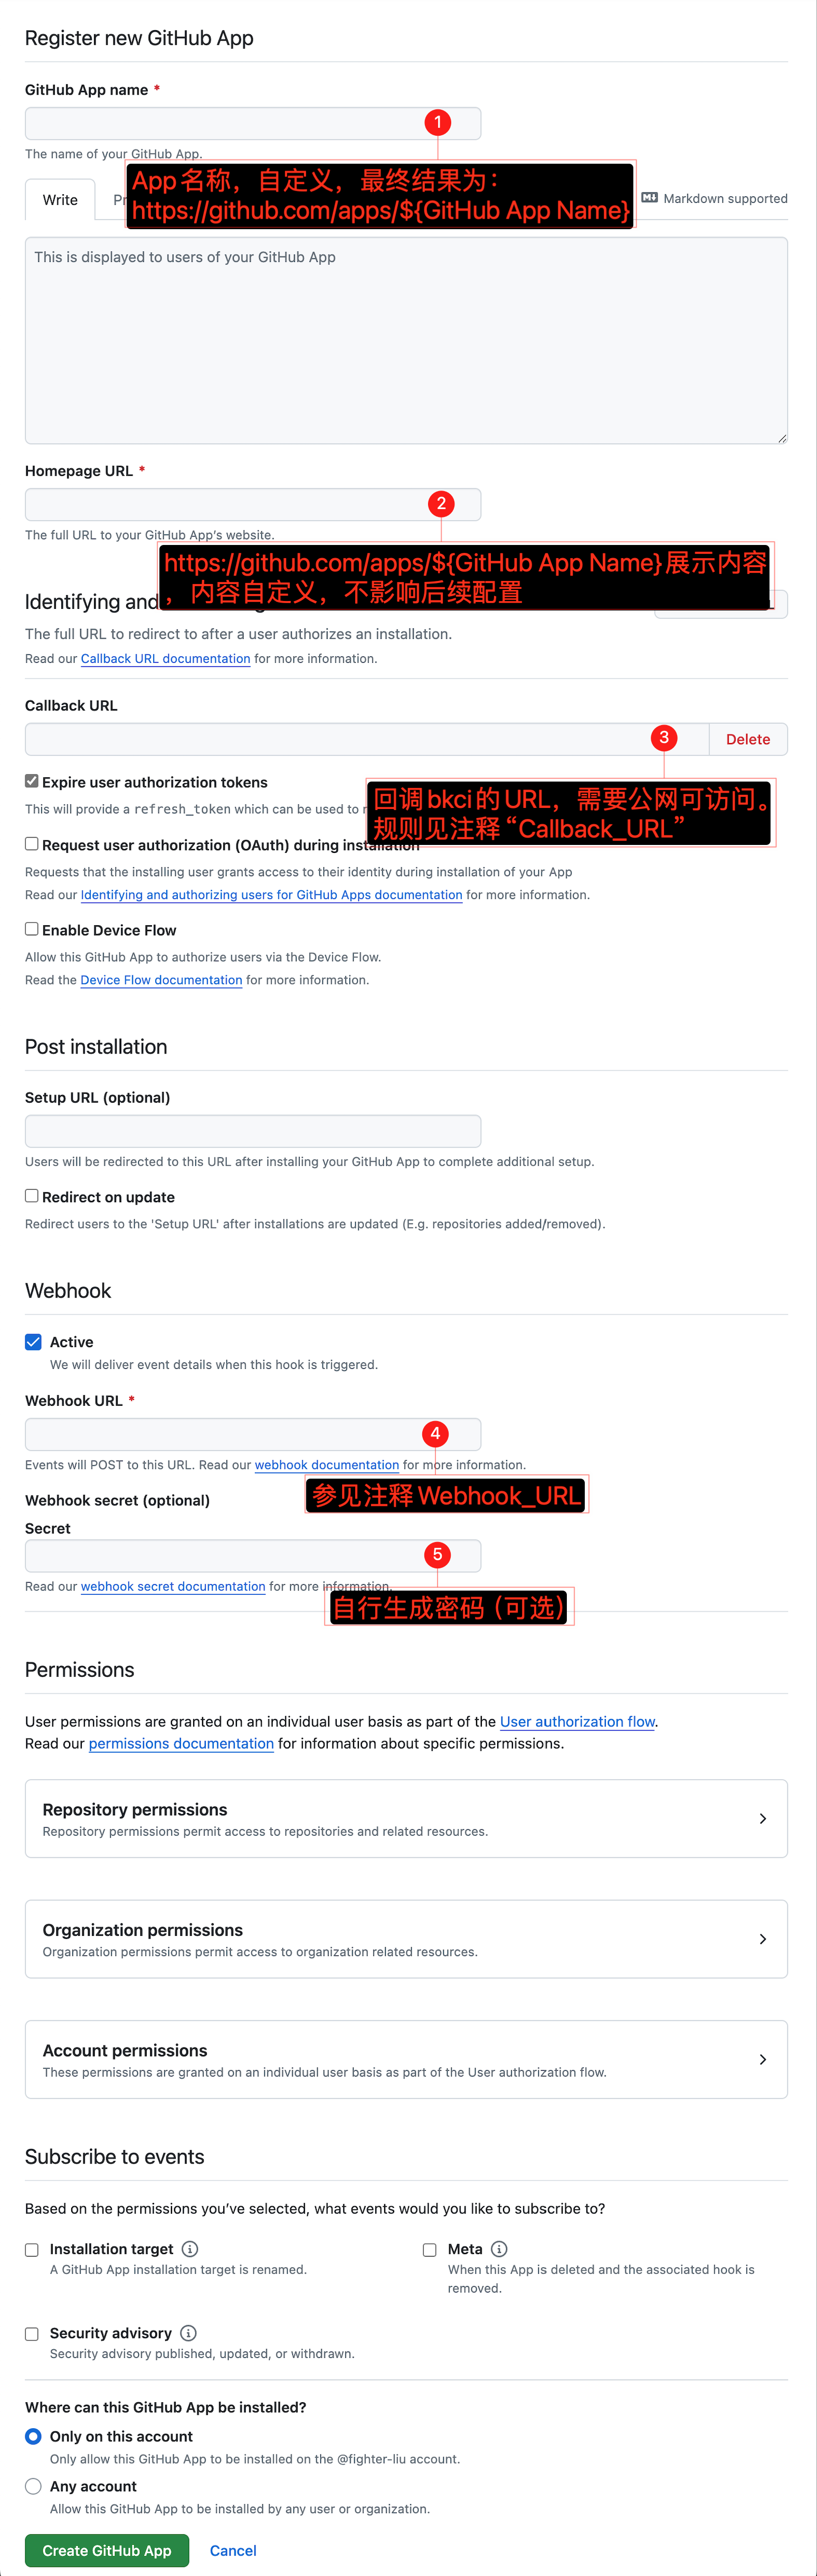 Register new GitHub App
GitHub App name *
1
The name of your GitHub App.
App 名称，自定义，最终结果为：
https://github.com/apps/${GitHub App Name}
Write
Markdown supported
This is displayed to users of your GitHub App
Homepage URL *
2
The full URL to your GitHub App's website.
https://github.com/apps/${GitHub App Name} 展示内容
，内容自定义，不影响后续配置
Identifying and
The full URL to redirect to after a user authorizes an installation.
Read our Callback URL documentation for more information.
Callback URL
3
Delete
Expire user authorization tokens
回调 bkci 的 URL，需要公网可访问。
规则见注释 “Callback_URL”
This will provide a refresh_token which can be used to
Request user authorization (OAuth) during installation
Requests that the installing user grants access to their identity during installation of your App
Read our Identifying and authorizing users for GitHub Apps documentation for more information.
Enable Device Flow
Allow this GitHub App to authorize users via the Device Flow.
Read the Device Flow documentation for more information.
Post installation
Setup URL (optional)
Users will be redirected to this URL after installing your GitHub App to complete additional setup.
Redirect on update
Redirect users to the 'Setup URL' after installations are updated (E.g. repositories added/removed).
Webhook
Active
We will deliver event details when this hook is triggered.
Webhook URL *
4
Events will POST to this URL. Read our webhook documentation for more information.
参见注释 Webhook_URL
Webhook secret (optional)
Secret
5
Read our webhook secret documentation for more information.
自行生成密码（可选）
Permissions
User permissions are granted on an individual user basis as part of the User authorization flow.
Read our permissions documentation for information about specific permissions.
Repository permissions
Repository permissions permit access to repositories and related resources.
Organization permissions
Organization permissions permit access to organization related resources.
Account permissions
These permissions are granted on an individual user basis as part of the User authorization flow.
Subscribe to events
Based on the permissions you've selected, what events would you like to subscribe to?
Installation target
A GitHub App installation target is renamed.
Meta
When this App is deleted and the associated hook is
removed.
Security advisory
Security advisory published, updated, or withdrawn.
Where can this GitHub App be installed?
Only on this account
Only allow this GitHub App to be installed on the @fighter-liu account.
Any account
Allow this GitHub App to be installed by any user or organization.
Create GitHub App
Cancel